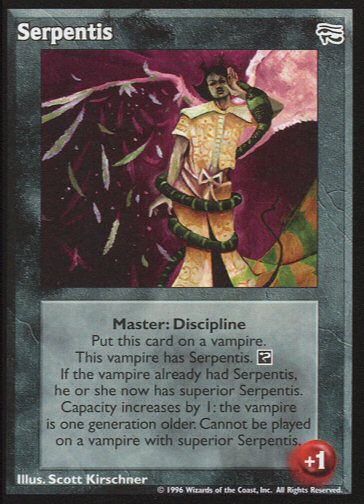 Serpentis
Master: Discipline
Put this card on a vampire.
This vampire has Serpentis.
If the vampire already had Serpentis,
he or she now has superior Serpentis.
Capacity increases by 1: the vampire
is one generation older. Cannot be played
on a vampire with superior Serpentis.
+1
Illus. Scott Kirschner
© 1996 Wizards of the Coast, Inc. All Rights Reserved.